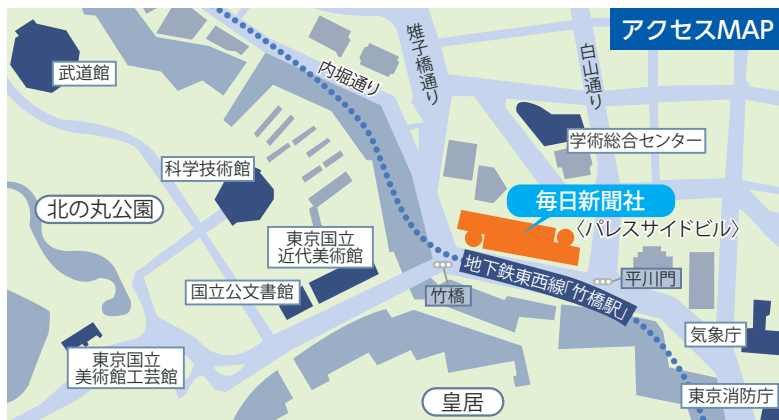 アクセスMAP
武道館
内堀通り
雉子橋通り
白山通り
学術総合センター
科学技術館
北の丸公園
毎日新聞社
〈パレスサイドビル〉
東京国立
近代美術館
地下鉄東西線「竹橋駅」
平川門
国立公文書館
竹橋
気象庁
東京国立
美術館工芸館
皇居
東京消防庁